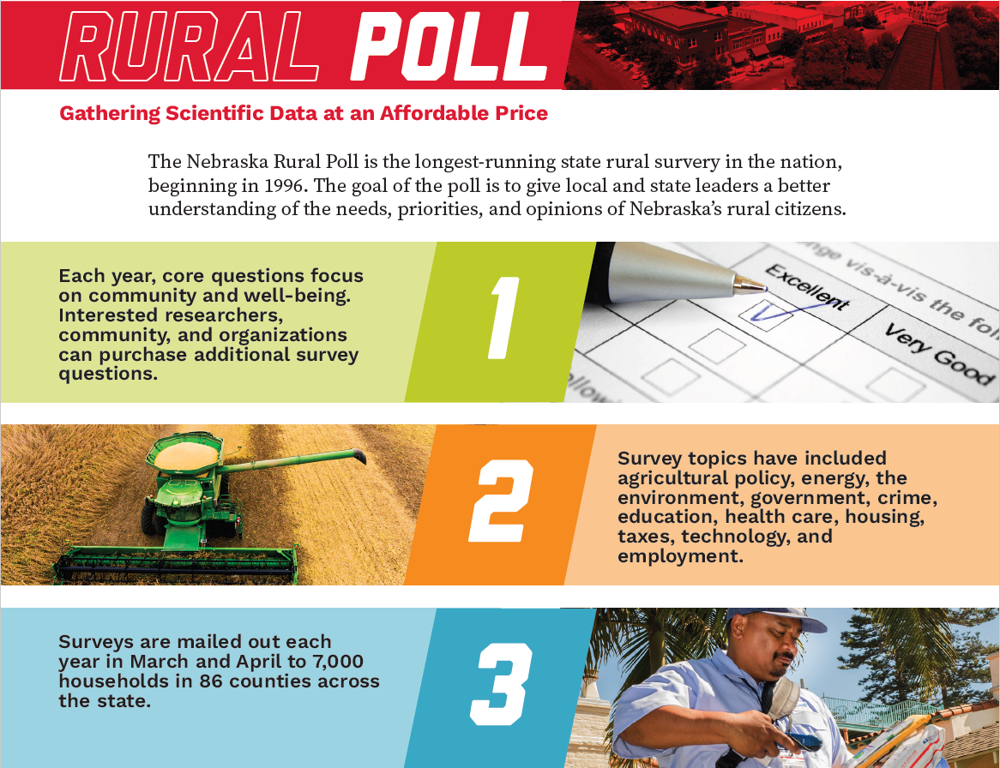 RURAL POLL
Gathering Scientific Data at an Affordable Price
The Nebraska Rural Poll is the longest-running state rural survery in the nation,
beginning in 1996. The goal of the poll is to give local and state leaders a better
understanding of the needs, priorities, and opinions of Nebraska’s rural citizens.
Each year, core questions focus
on community and well-being.
Interested researchers,
community, and organizations
can purchase additional survey
questions.
1
nge vis-à-vis the foll
Excellent
Very Good
ollowi
2
Survey topics have included
agricultural policy, energy, the
environment, government, crime,
education, health care, housing,
taxes, technology, and
employment.
Surveys are mailed out each
year in March and April to 7,000
households in 86 counties across
the state.
3